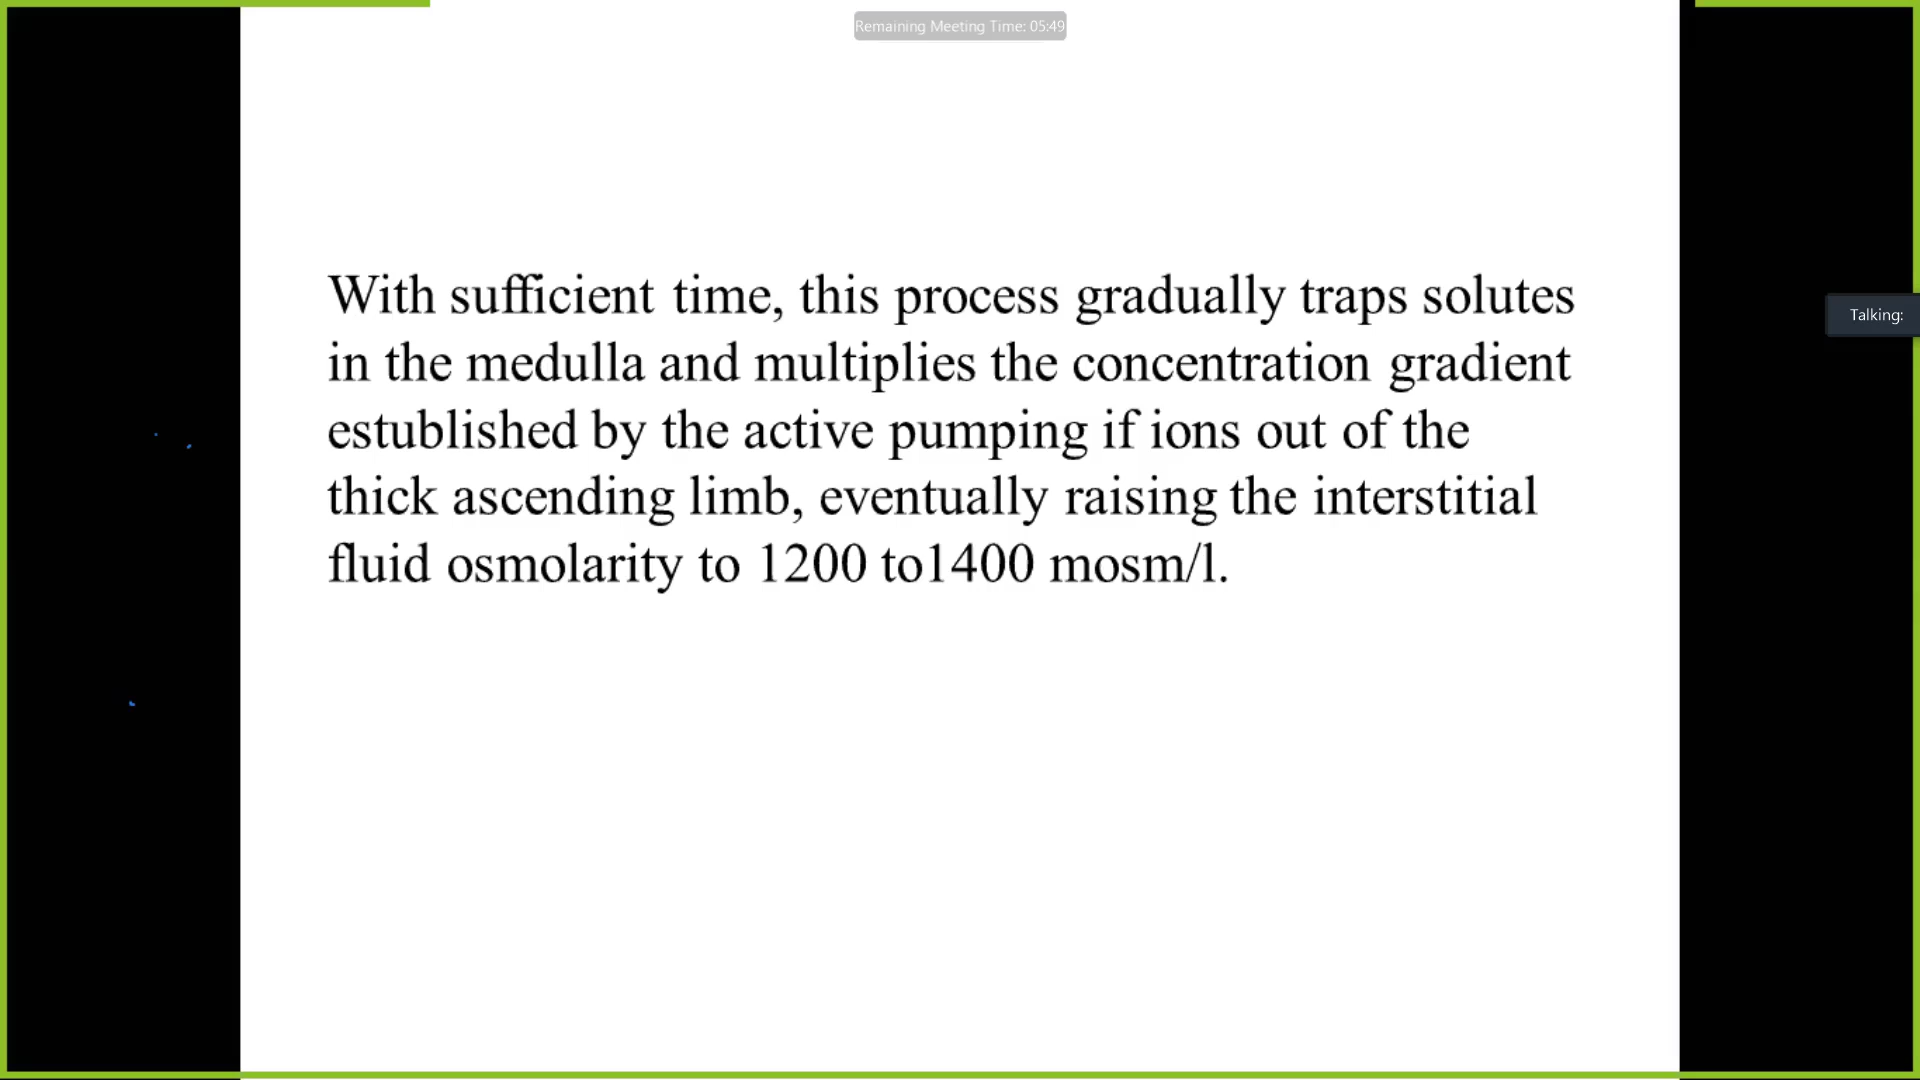 Remaining Meeting Time: 05:49
With sufficient time, this process gradually traps solutes
in the medulla and multiplies the concentration gradient
estublished by the active pumping if ions out of the
thick ascending limb, eventually raising the interstitial
fluid osmolarity to 1200 to1400 mosm/l.
Talking: